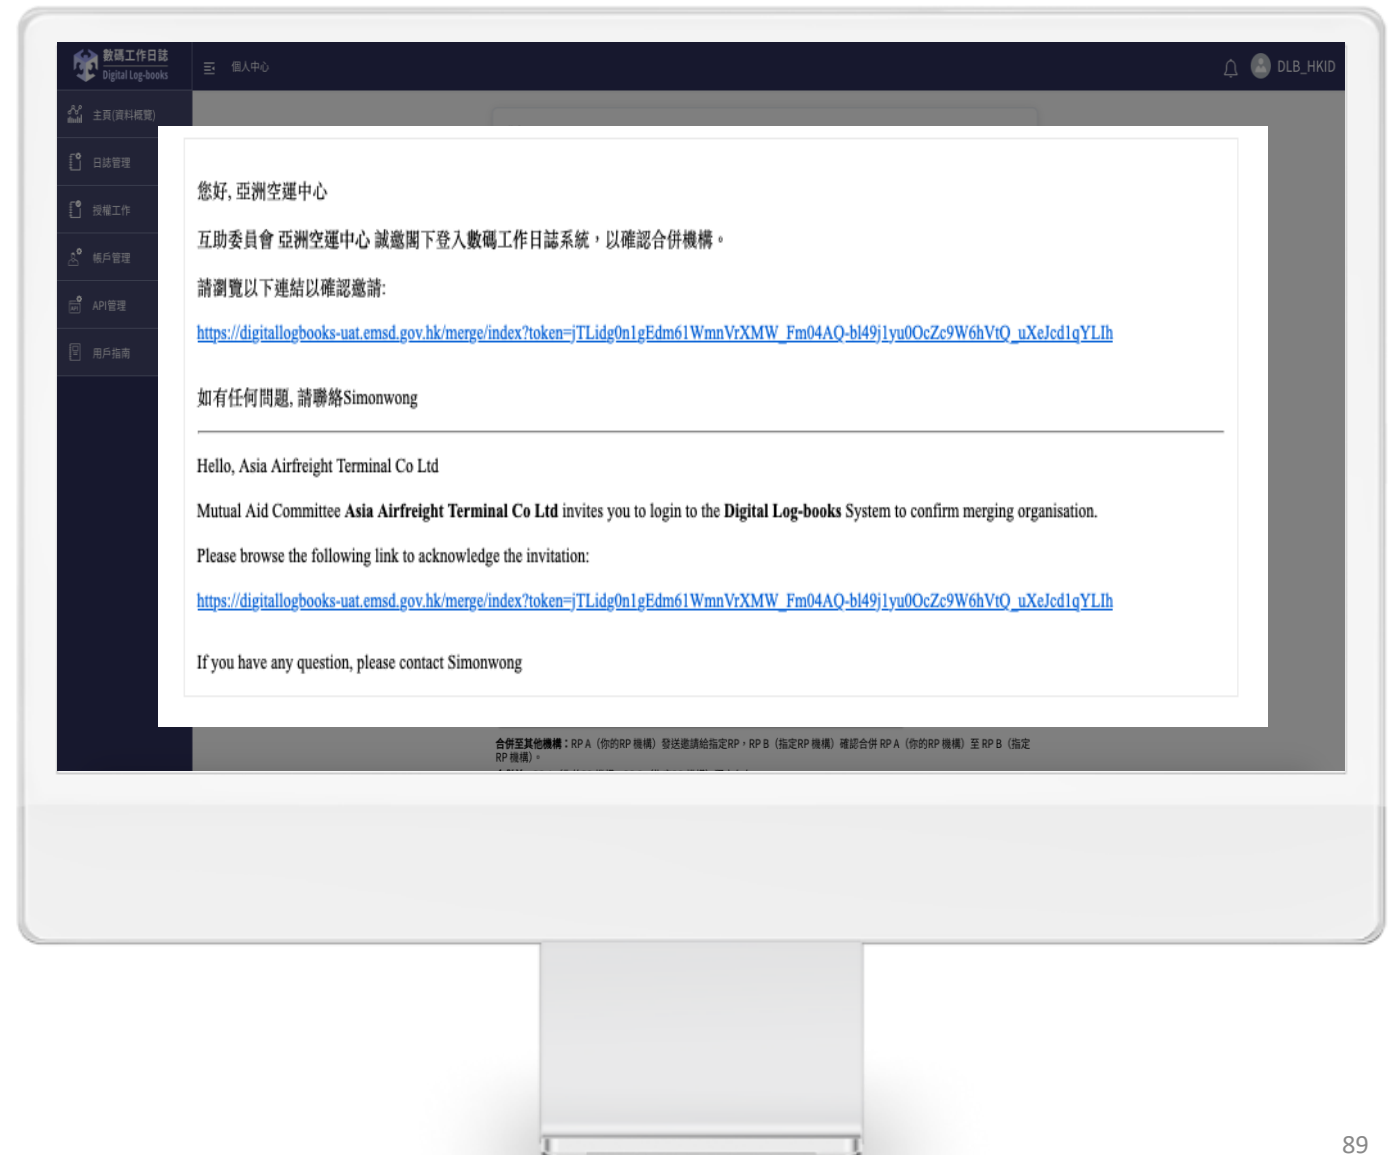 數碼工作日誌
Digital Log-books
個人中心
DLB_HKID
主頁(資料概覽)
日誌管理
授權工作
帳戶管理
API管理
用戶指南
您好, 亞洲空運中心
互助委員會 亞洲空運中心 誠邀閣下登入數碼工作日誌系統，以確認合併機構。
請瀏覽以下連結以確認邀請:
https://digitallogbooks-uat.emsd.gov.hk/merge/index?token=jTLidg0n1gEdm61WmnVrXMW_Fm04AQ-bl49j1yu0OcZc9W6hVtQ_uXeJcd1qYLIh
如有任何問題, 請聯絡Simonwong
Hello, Asia Airfreight Terminal Co Ltd
Mutual Aid Committee Asia Airfreight Terminal Co Ltd invites you to login to the Digital Log-books System to confirm merging organisation.
Please browse the following link to acknowledge the invitation:
https://digitallogbooks-uat.emsd.gov.hk/merge/index?token=jTLidg0n1gEdm61WmnVrXMW_Fm04AQ-bl49j1yu0OcZc9W6hVtQ_uXeJcd1qYLIh
If you have any question, please contact Simonwong
合併至其他機構：RP A（你的RP 機構）發送邀請給指定RP，RP B（指定RP 機構）確認合併 RP A（你的RP 機構）至 RP B（指定
RP 機構）。
89